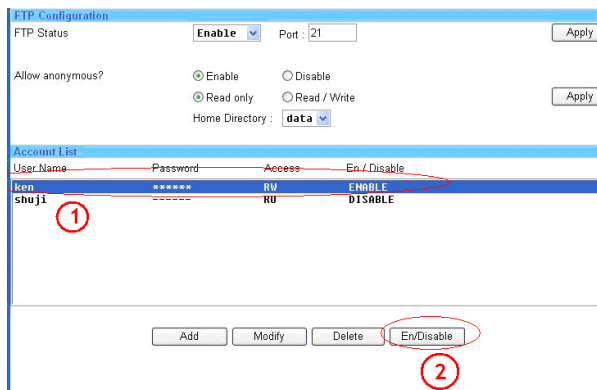 FTP Configuration
FTP Status Enable Port : 21 Apply
Allow anonymous? Enable Disable
Read only Read / Write Apply
Home Directory : data
Account List
User Name Password Access En / Disable
ken ****** RW ENABLE
shuji ------ DISABLE
1
Add Modify Delete En/Disable
2